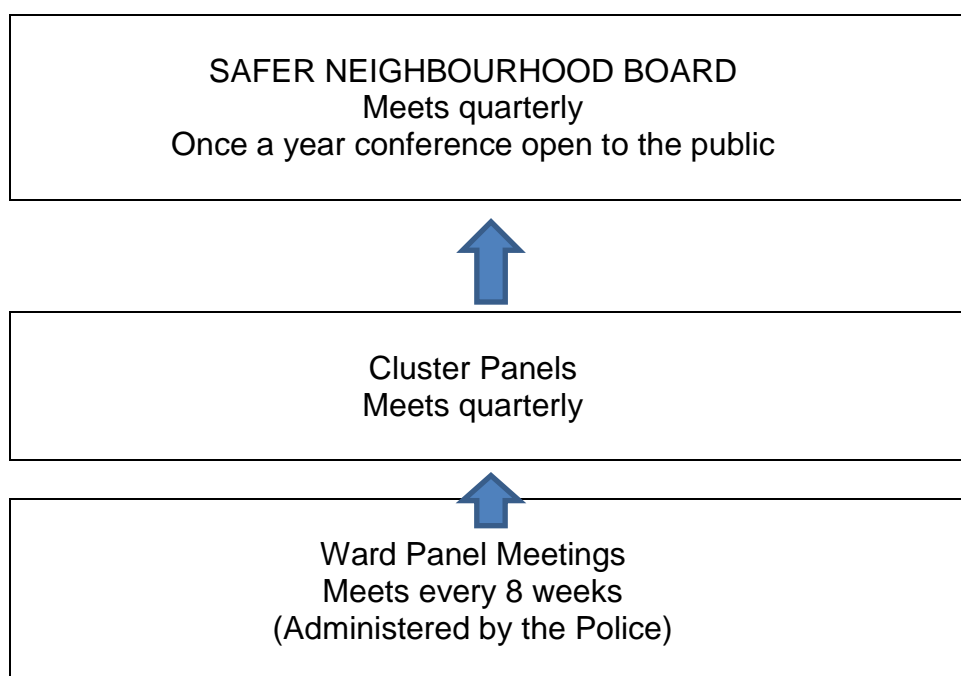 SAFER NEIGHBOURHOOD BOARD
Meets quarterly
Once a year conference open to the public
Cluster Panels
Meets quarterly
Ward Panel Meetings
Meets every 8 weeks
(Administered by the Police)